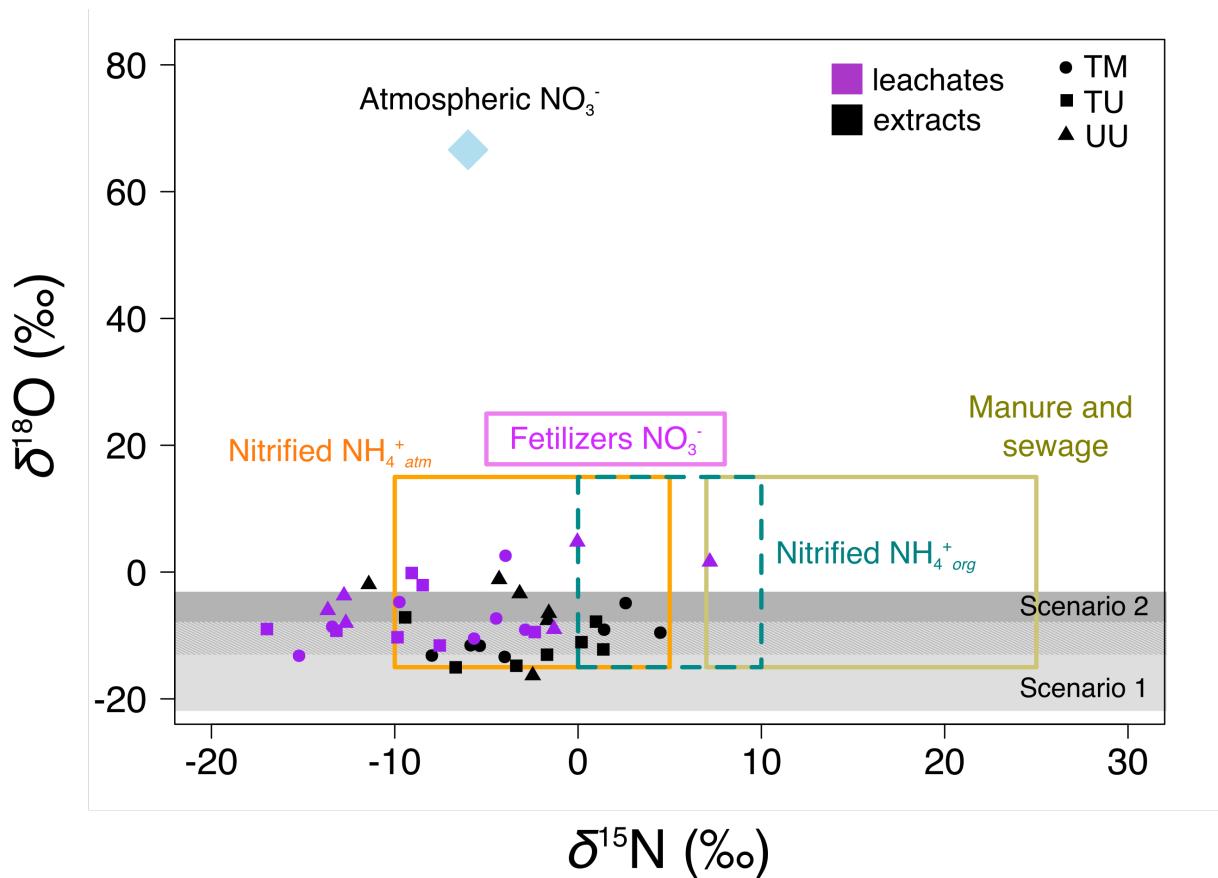 80
60
40
20
0
-20
δ¹⁸O (‰)
Atmospheric NO₃⁻
leachates
extracts
TM
TU
UU
Fetilizers NO₃⁻
Manure and
sewage
Nitrified NH₄⁺ atm
Nitrified NH₄⁺ org
Scenario 2
Scenario 1
-20 -10 0 10 20 30
δ¹⁵N (‰)